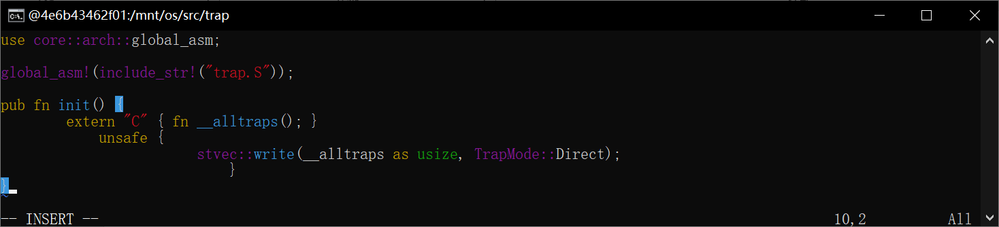 @4e6b43462f01:/mnt/os/src/trap
use core::arch::global_asm;
global_asm!(include_str!("trap.S"));
pub fn init() {
        extern "C" { fn __alltraps(); }
            unsafe {
                        stvec::write(__alltraps as usize, TrapMode::Direct);
                            }
}
~
-- INSERT --                                                                 10,2          All